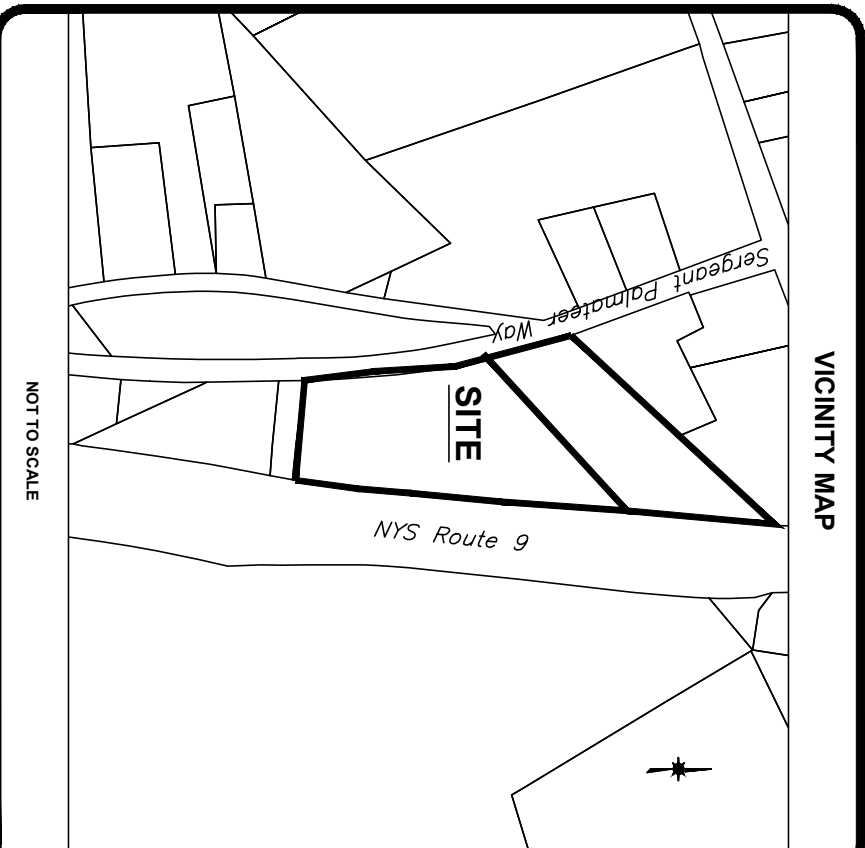 VICINITY MAP
Sergeant Palmateer Way
SITE
NYS Route 9
NOT TO SCALE